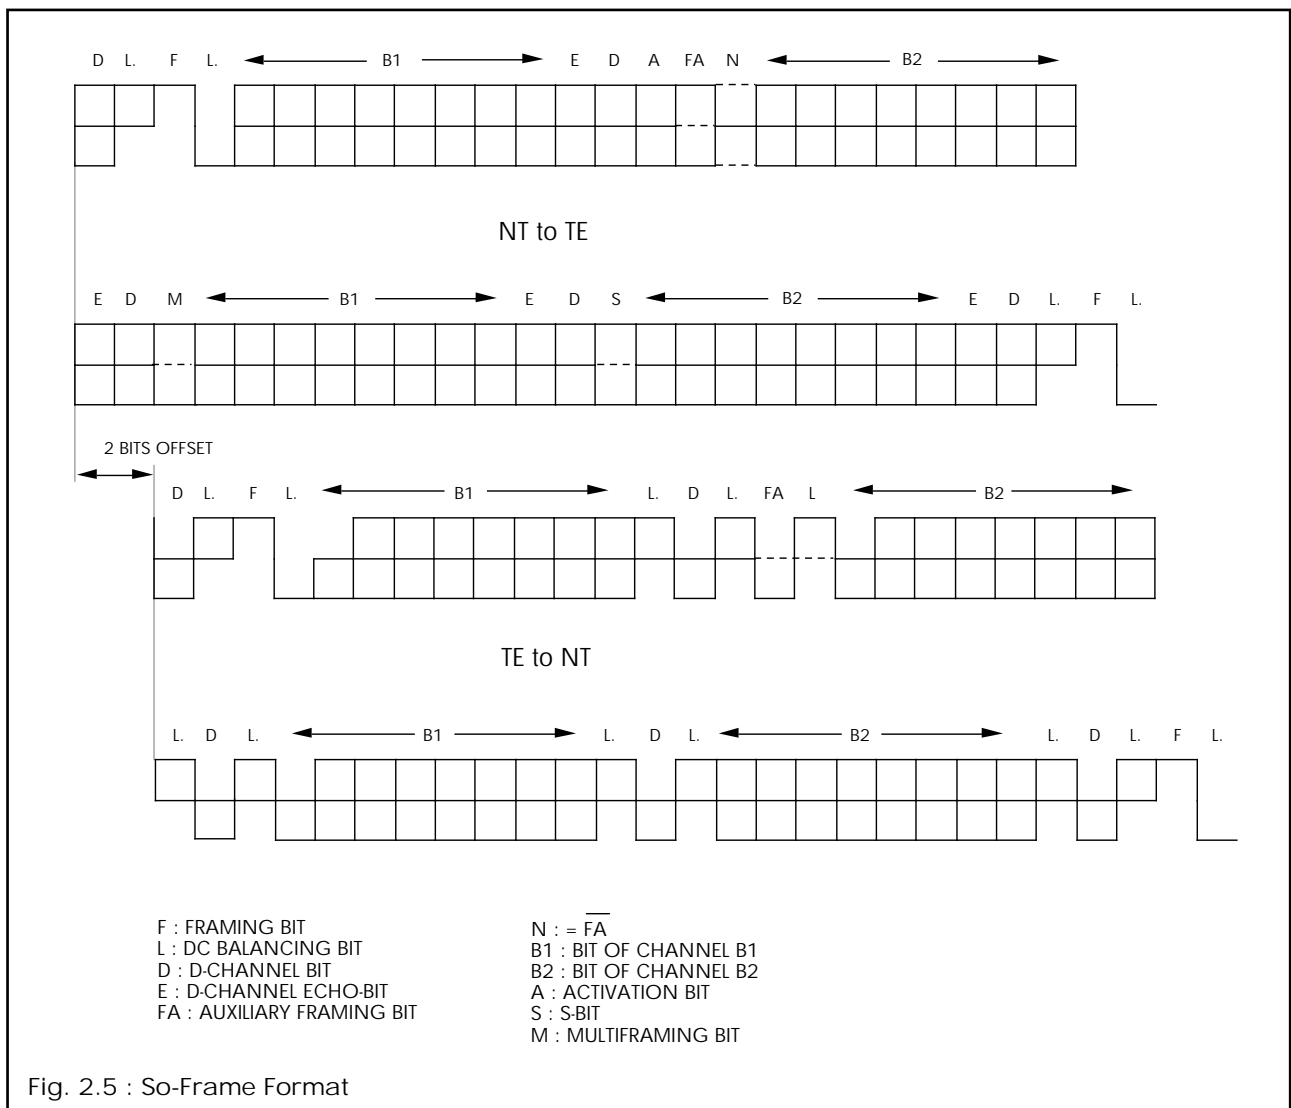 D L. F L. B1 E D A FA N B2
NT to TE
E D M B1 E D S B2 E D L. F L.
2 BITS OFFSET
D L. F L. B1 L. D L. FA L B2
TE to NT
L. D L. B1 L. D L. B2 L. D L. F L.
F : FRAMING BIT
L : DC BALANCING BIT
D : D-CHANNEL BIT
E : D-CHANNEL ECHO-BIT
FA : AUXILIARY FRAMING BIT
N : = F̅A̅
B1 : BIT OF CHANNEL B1
B2 : BIT OF CHANNEL B2
A : ACTIVATION BIT
S : S-BIT
M : MULTIFRAMING BIT
Fig. 2.5 : So-Frame Format